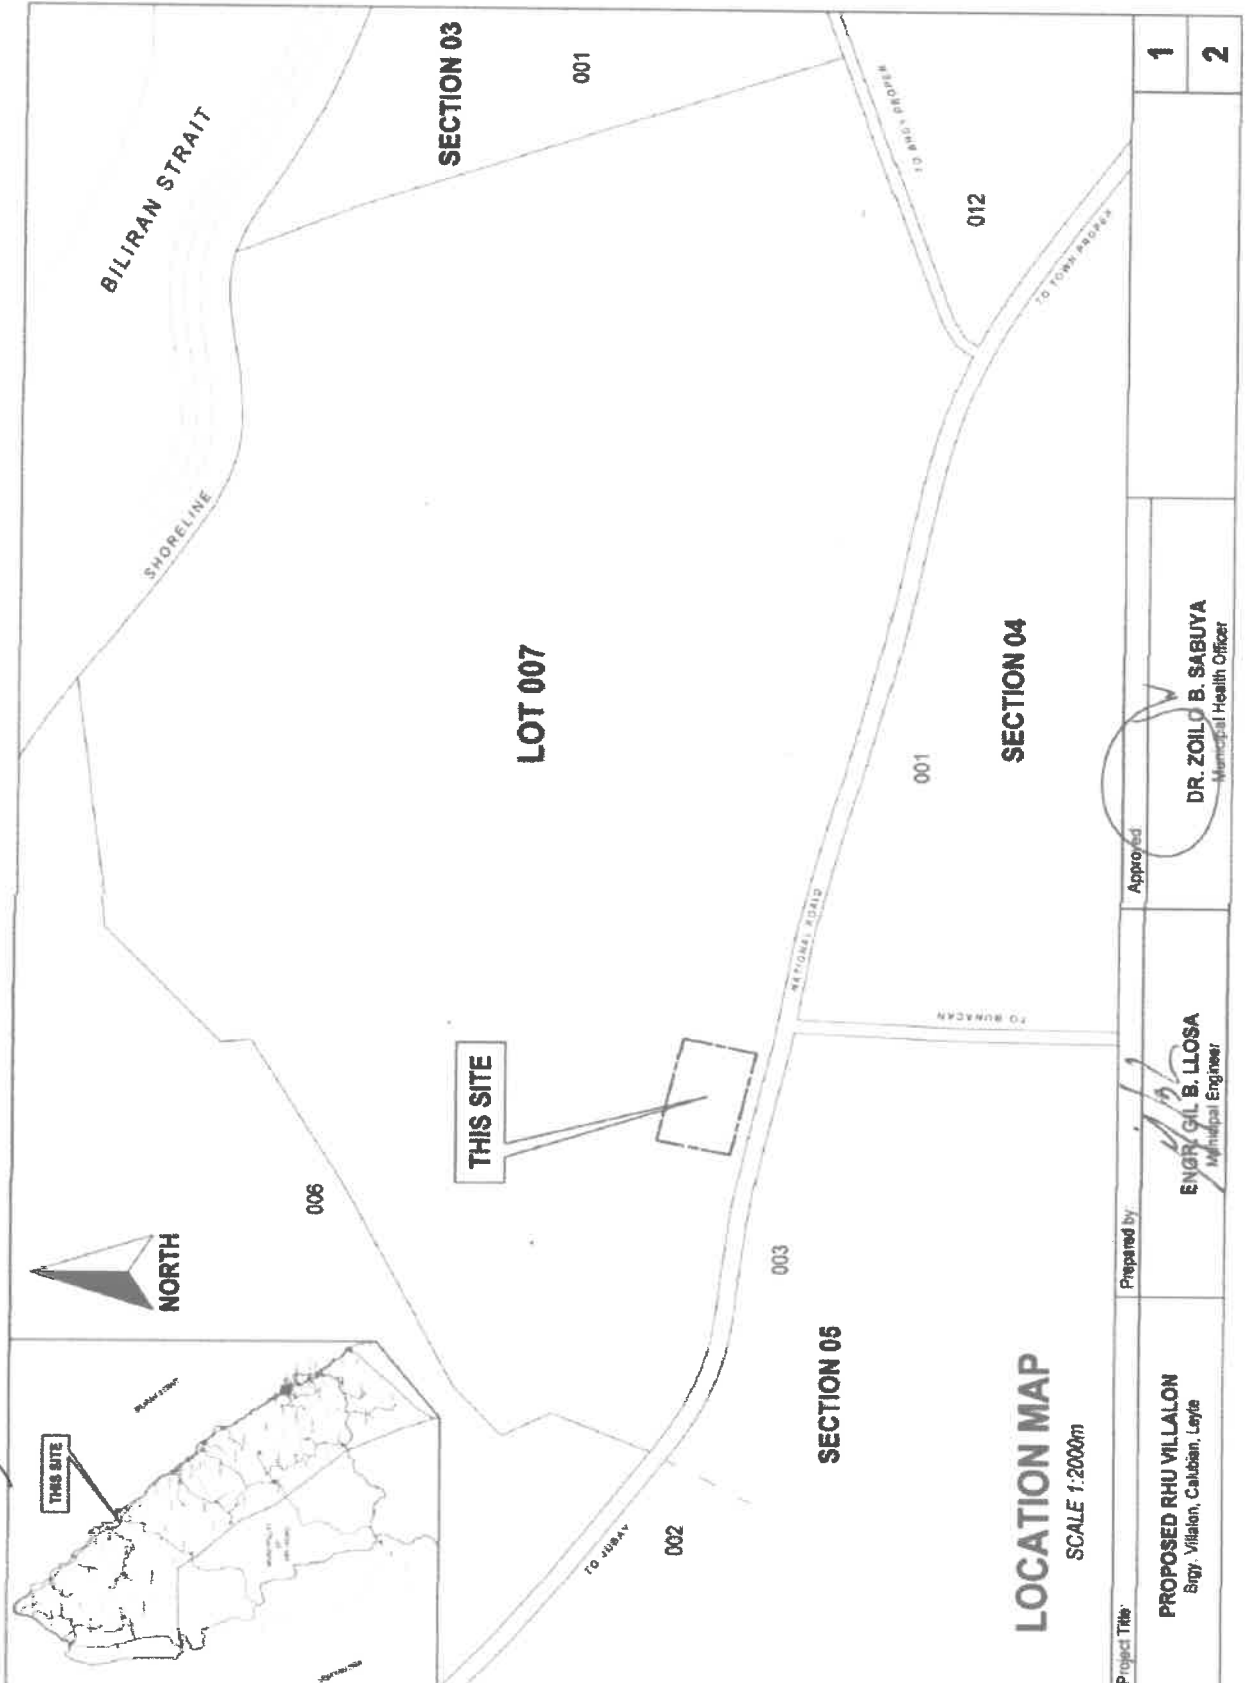 THIS SITE
NORTH
BILIRAN STRAIT
SHORELINE
SECTION 03
001
006
LOT 007
THIS SITE
TO BRGY PROPER
012
TO TOWN PROPER
NATIONAL ROAD
TO BUNACAN
001
SECTION 04
003
SECTION 05
TO JUBAY
002
LOCATION MAP
SCALE 1:2000m
Project Title:
PROPOSED RHU VILLALON
Brgy. Villalon, Calubian, Leyte
Prepared by:
ENGR. GIL B. LLOSA
Municipal Engineer
Approved:
DR. ZOILO B. SABUYA
Municipal Health Officer
1
2